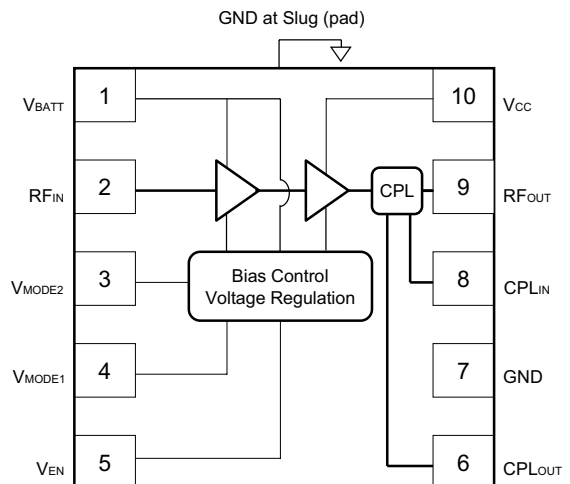 GND at Slug (pad)
VBATT 1 10 VCC
RFIN 2 CPL 9 RFOUT
VMODE2 3 Bias Control
Voltage Regulation 8 CPLIN
VMODE1 4 7 GND
VEN 5 6 CPLOUT